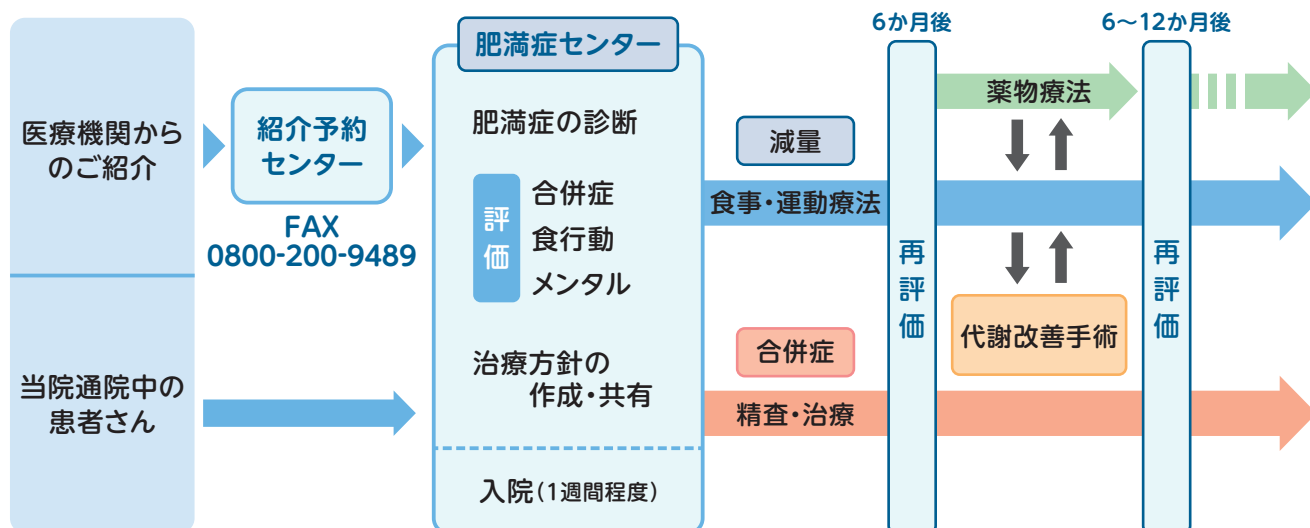 医療機関から
のご紹介
当院通院中の
患者さん
紹介予約
センター
FAX
0800-200-9489
肥満症センター
肥満症の診断
評価
合併症
食行動
メンタル
治療方針の
作成・共有
入院(1週間程度)
減量
食事・運動療法
合併症
精査・治療
6か月後
再評価
薬物療法
代謝改善手術
6〜12か月後
再評価